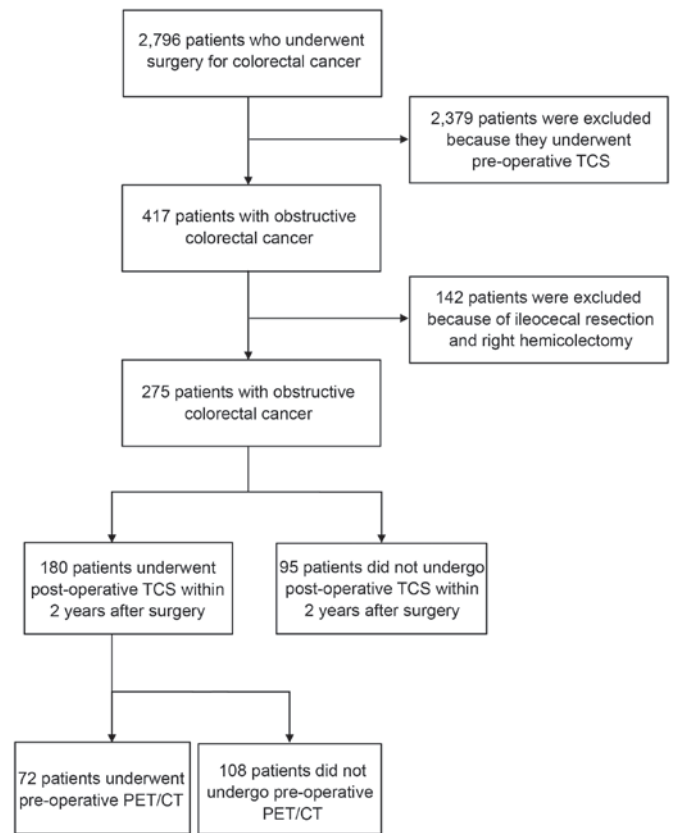 2,796 patients who underwent
surgery for colorectal cancer
2,379 patients were excluded
because they underwent
pre-operative TCS
417 patients with obstructive
colorectal cancer
142 patients were excluded
because of ileocecal resection
and right hemicolectomy
275 patients with obstructive
colorectal cancer
180 patients underwent
post-operative TCS within
2 years after surgery
95 patients did not undergo
post-operative TCS within
2 years after surgery
72 patients underwent
pre-operative PET/CT
108 patients did not
undergo pre-operative
PET/CT